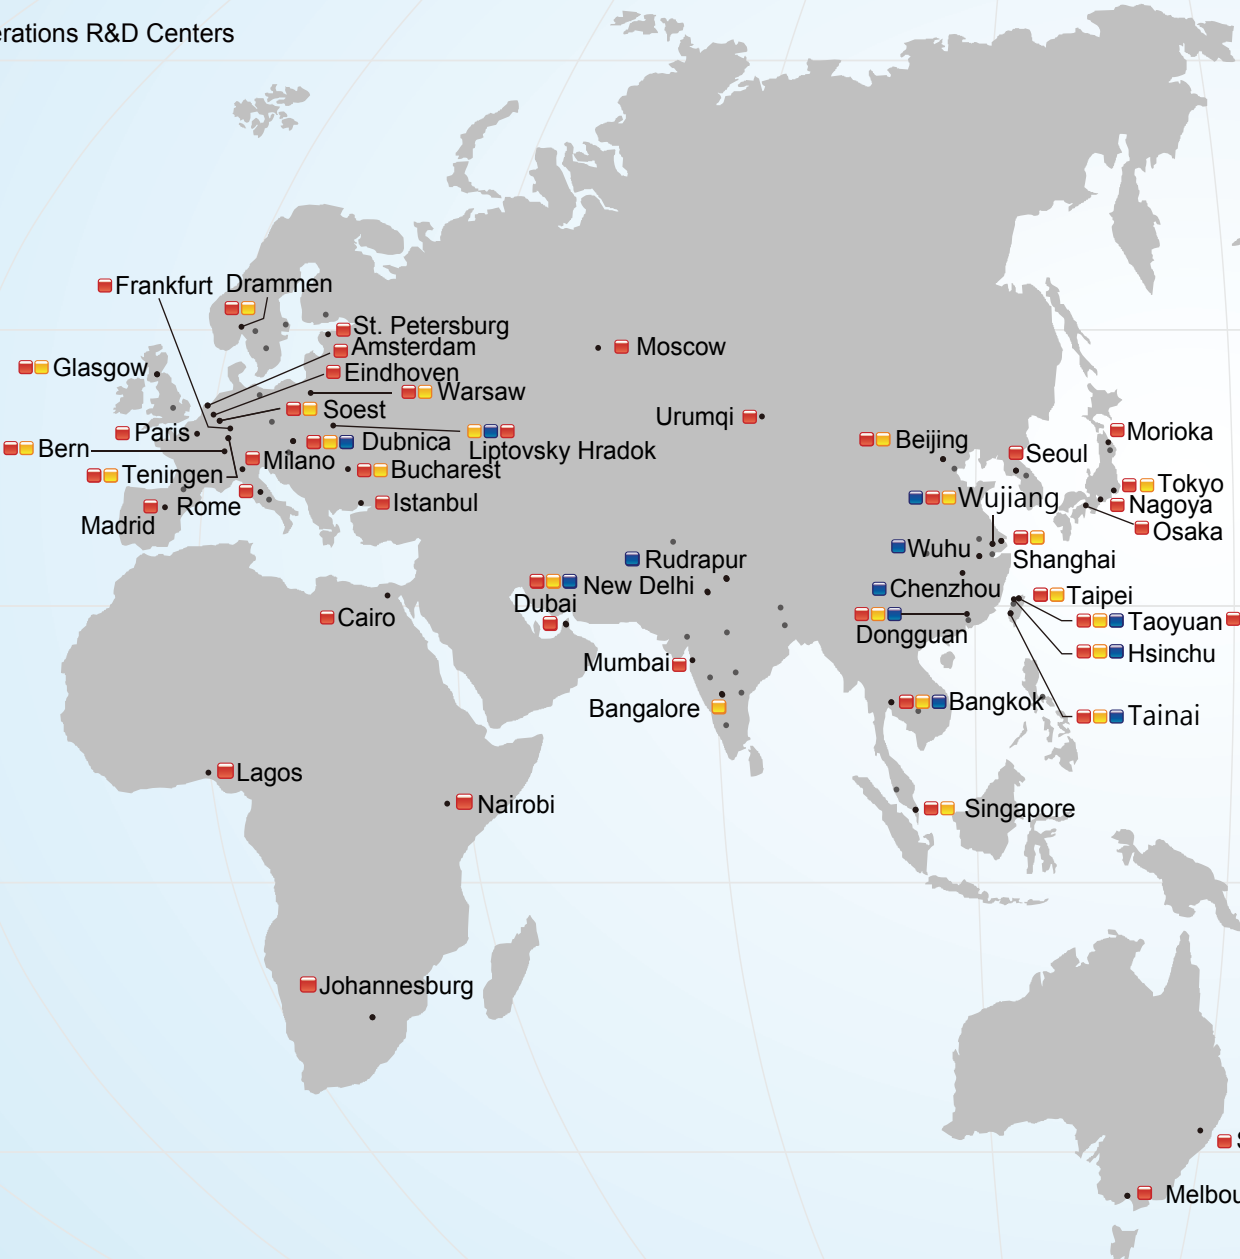 erations R&D Centers
Frankfurt
Drammen
St. Petersburg
Amsterdam
Moscow
Glasgow
Eindhoven
Warsaw
Soest
Urumqi
Paris
Dubnica
Liptovsky Hradok
Beijing
Morioka
Bern
Milano
Seoul
Teningen
Bucharest
Tokyo
Rome
Istanbul
Wujiang
Nagoya
Madrid
Osaka
Wuhu
Rudrapur
Shanghai
New Delhi
Chenzhou
Taipei
Dubai
Cairo
Dongguan
Taoyuan
Hsinchu
Mumbai
Bangalore
Bangkok
Tainai
Lagos
Nairobi
Singapore
Johannesburg
S
Melbou